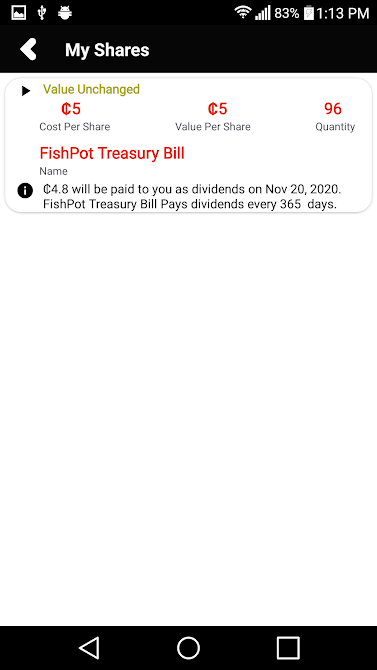 83% 1:13 PM
My Shares
Value Unchanged
₵5 ₵5 96
Cost Per Share Value Per Share Quantity
FishPot Treasury Bill
Name
₵4.8 will be paid to you as dividends on Nov 20, 2020.
FishPot Treasury Bill Pays dividends every 365 days.